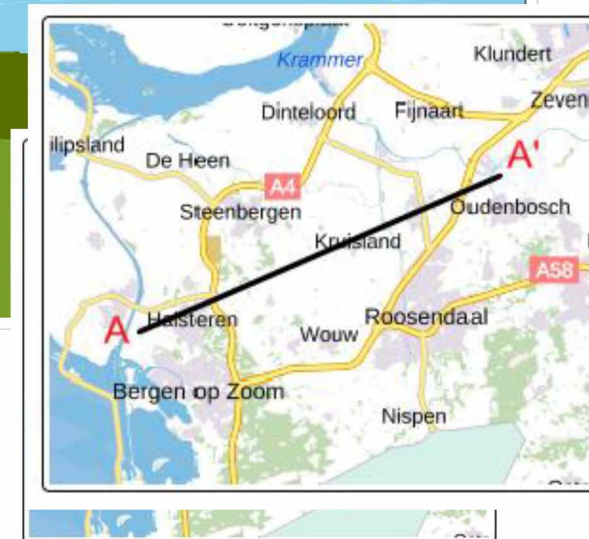 Krammer
Klundert
Dinteloord
Fijnaart
Zeven
ilipsland
De Heen
A'
A4
Steenbergen
Oudenbosch
Kruisland
A58
A
Halsteren
Roosendaal
Wouw
Bergen op Zoom
Nispen